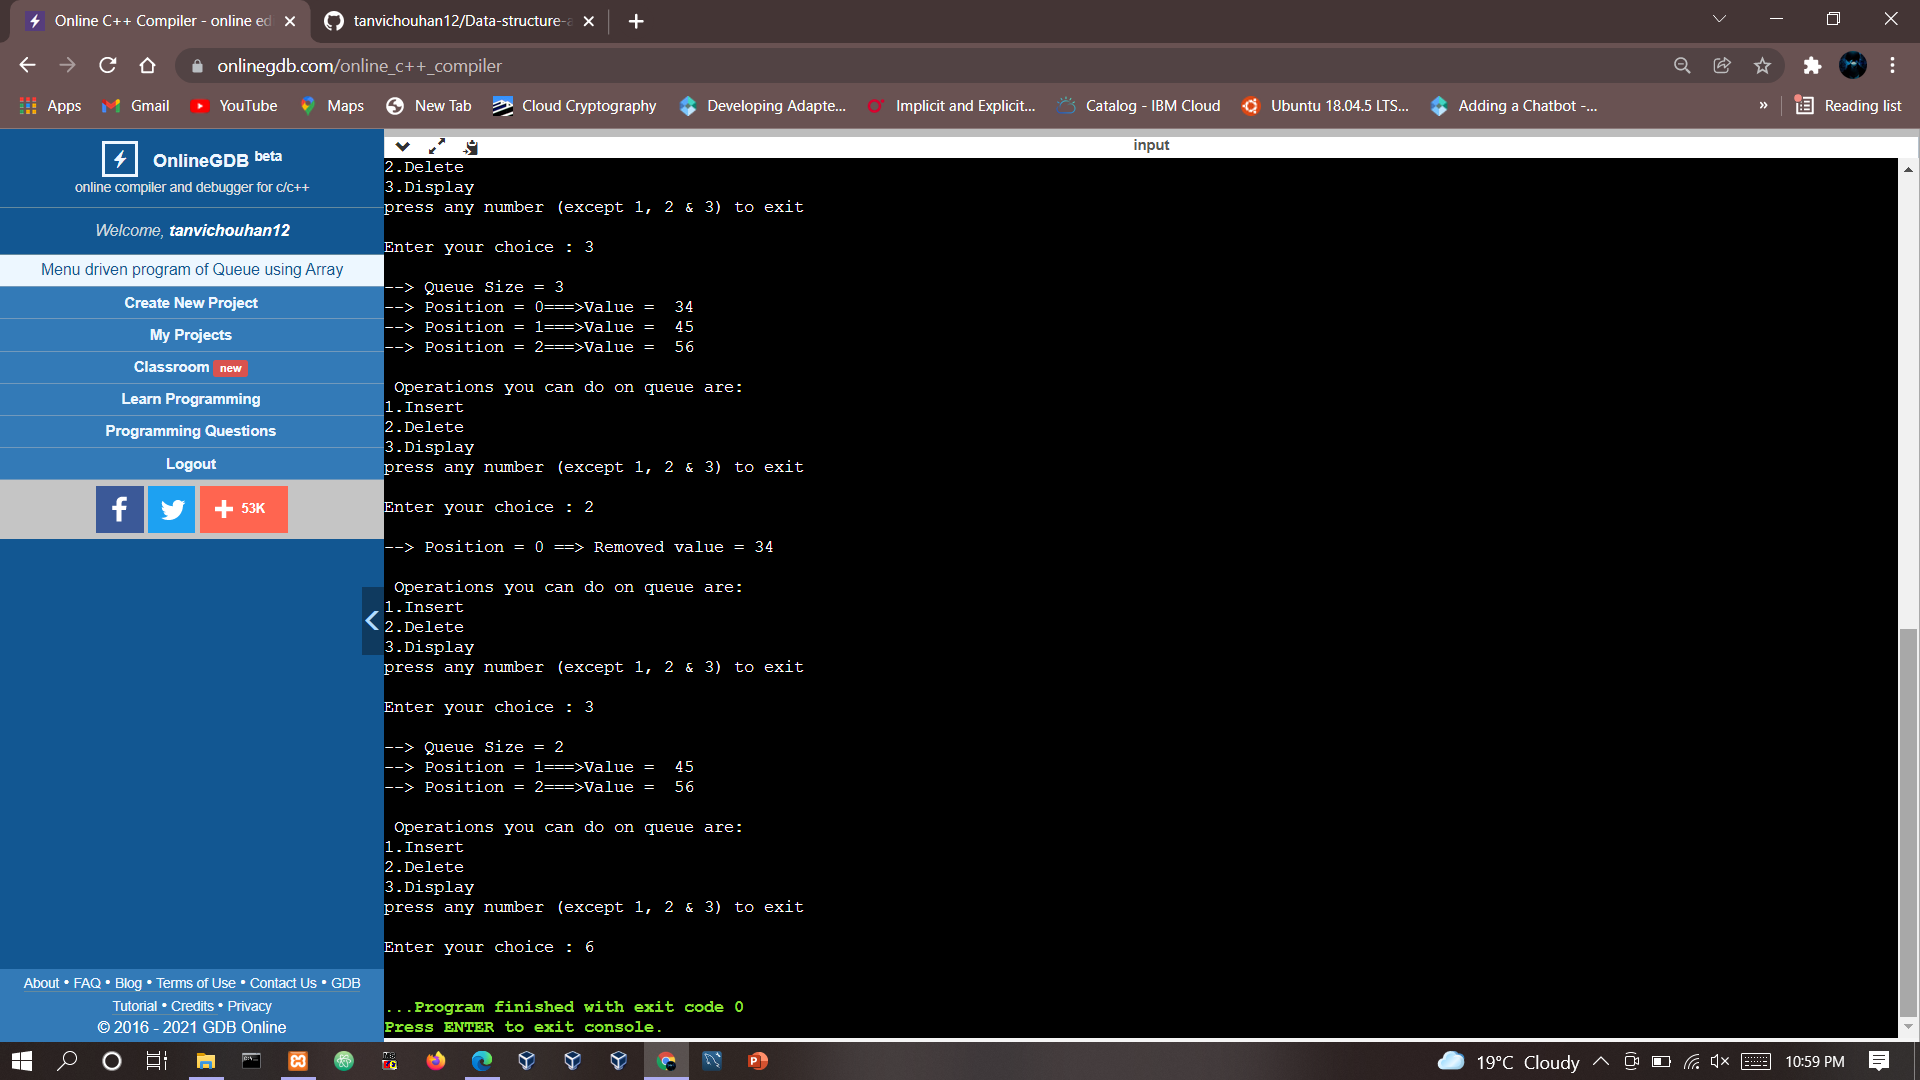 Online C++ Compiler - online ed
tanvichouhan12/Data-structure-a
onlinegdb.com/online_c++_compiler
Apps
Gmail
YouTube
Maps
New Tab
Cloud Cryptography
Developing Adapte...
Implicit and Explicit...
Catalog - IBM Cloud
Ubuntu 18.04.5 LTS...
Adding a Chatbot -...
»
Reading list
OnlineGDB beta
online compiler and debugger for c/c++
Welcome, tanvichouhan12
Menu driven program of Queue using Array
Create New Project
My Projects
Classroom new
Learn Programming
Programming Questions
Logout
53K
About • FAQ • Blog • Terms of Use • Contact Us • GDB
Tutorial • Credits • Privacy
© 2016 - 2021 GDB Online
input
2.Delete
3.Display
press any number (except 1, 2 & 3) to exit
Enter your choice : 3
--> Queue Size = 3
--> Position = 0===>Value =  34
--> Position = 1===>Value =  45
--> Position = 2===>Value =  56
Operations you can do on queue are:
1.Insert
2.Delete
3.Display
press any number (except 1, 2 & 3) to exit
Enter your choice : 2
--> Position = 0 ==> Removed value = 34
Operations you can do on queue are:
1.Insert
2.Delete
3.Display
press any number (except 1, 2 & 3) to exit
Enter your choice : 3
--> Queue Size = 2
--> Position = 1===>Value =  45
--> Position = 2===>Value =  56
Operations you can do on queue are:
1.Insert
2.Delete
3.Display
press any number (except 1, 2 & 3) to exit
Enter your choice : 6
...Program finished with exit code 0
Press ENTER to exit console.
19°C Cloudy
10:59 PM